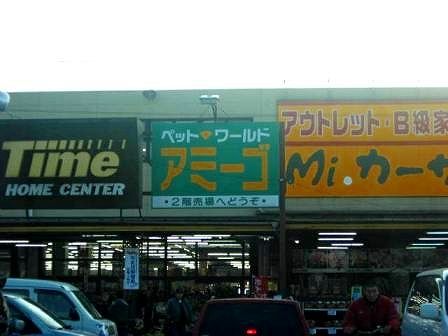 Time
HOME CENTER
ペット・ワールド
アミーゴ
・2階売場へどうぞ・
アウトレット・B級家
Mi.カーサ